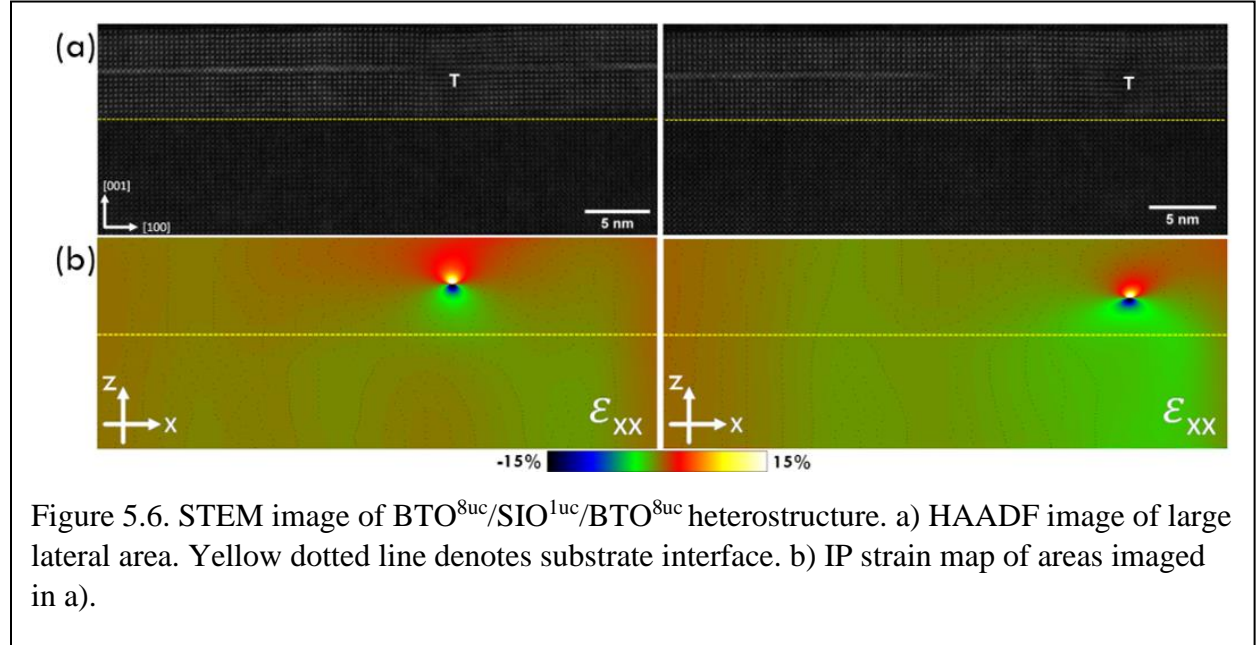 (a)
T
T
[001]
[100]
5 nm
5 nm
(b)
z
x
εxx
z
x
εxx
-15%
15%
Figure 5.6. STEM image of BTO8uc/SIO1uc/BTO8uc heterostructure. a) HAADF image of large
lateral area. Yellow dotted line denotes substrate interface. b) IP strain map of areas imaged
in a).